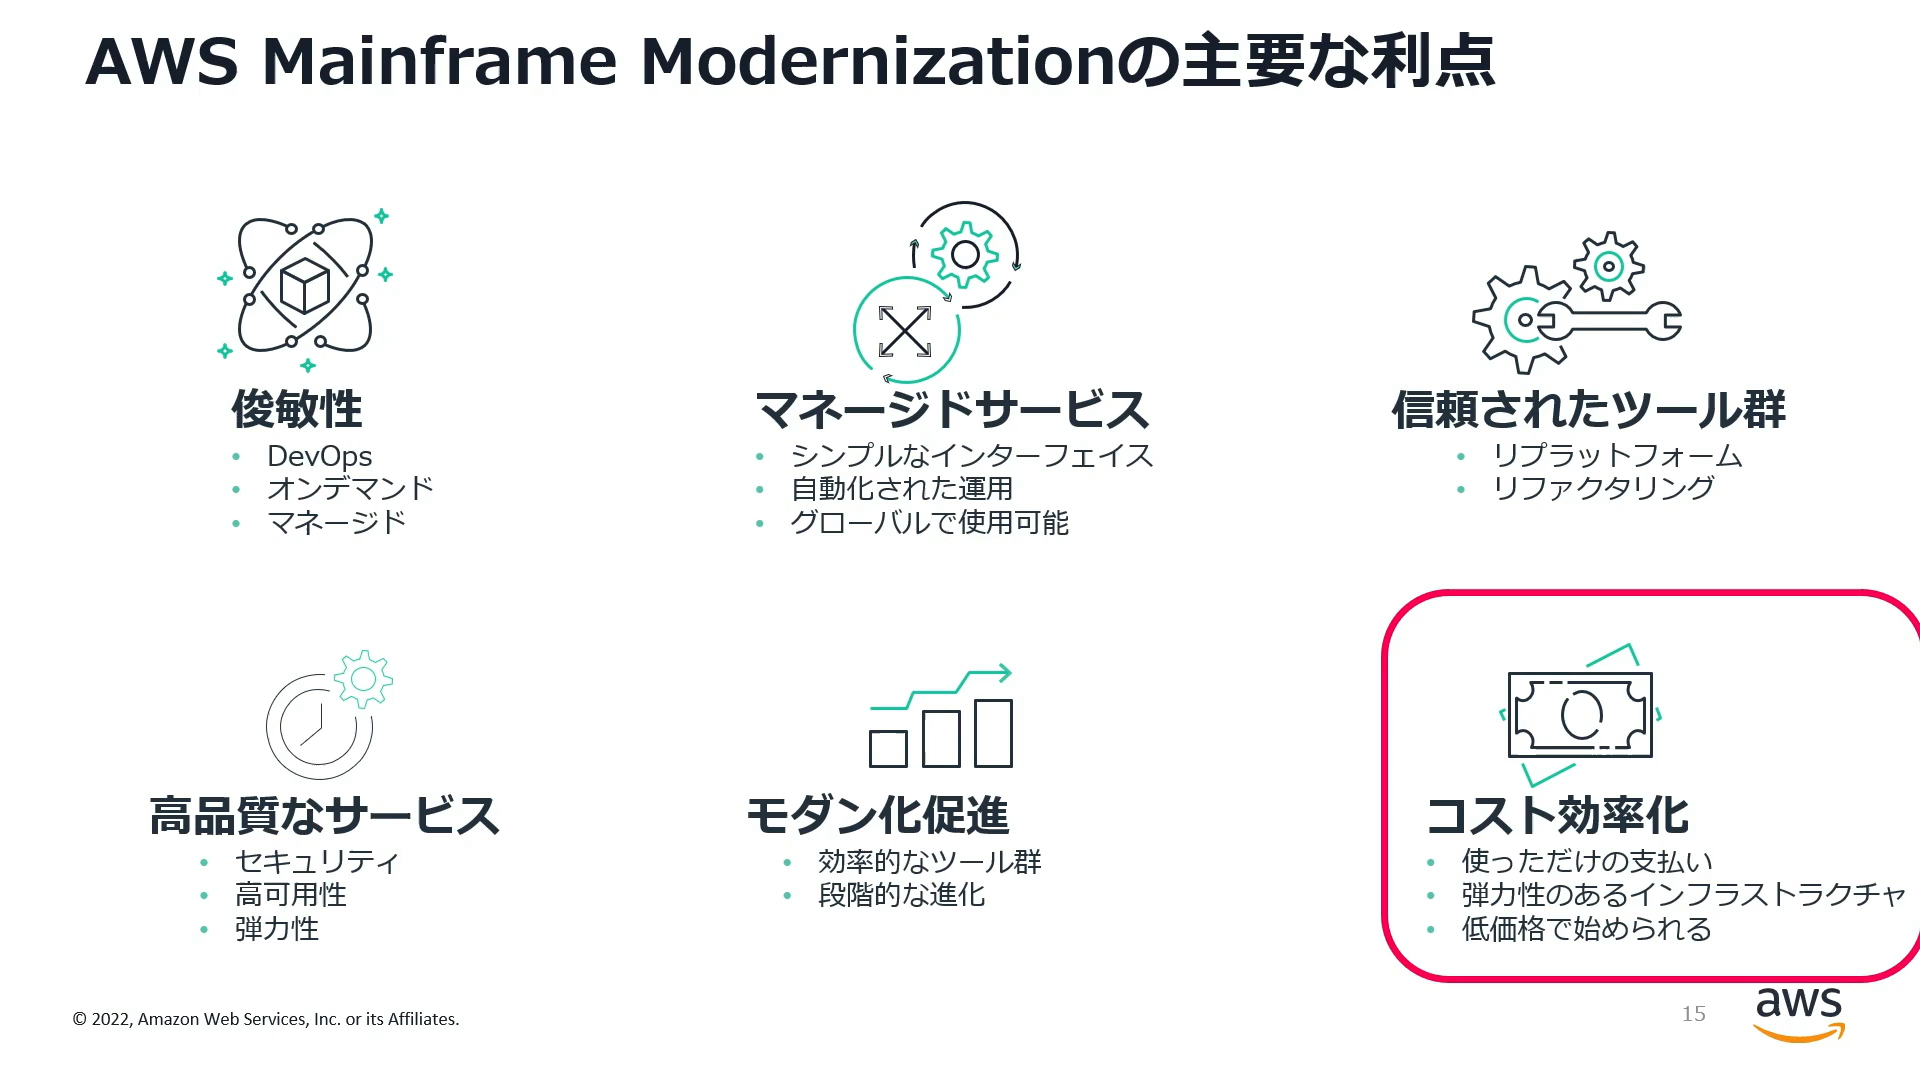 AWS Mainframe Modernizationの主要な利点
俊敏性
• DevOps
• オンデマンド
• マネージド
マネージドサービス
• シンプルなインターフェイス
• 自動化された運用
• グローバルで使用可能
信頼されたツール群
• リプラットフォーム
• リファクタリング
高品質なサービス
• セキュリティ
• 高可用性
• 弾力性
モダン化促進
• 効率的なツール群
• 段階的な進化
コスト効率化
• 使っただけの支払い
• 弾力性のあるインフラストラクチャ
• 低価格で始められる
© 2022, Amazon Web Services, Inc. or its Affiliates.
15
aws